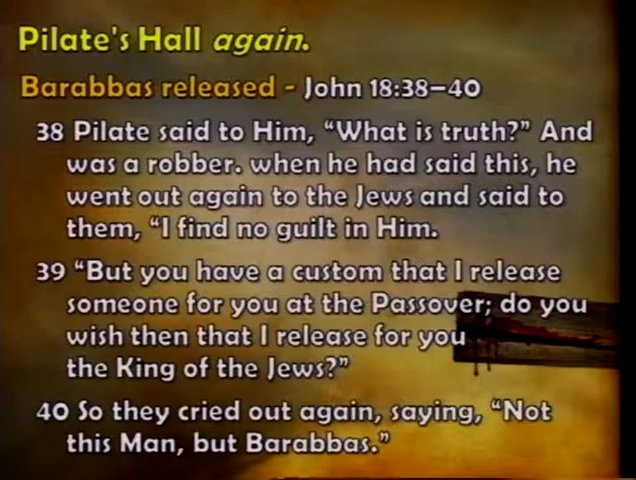 Pilate's Hall again.
Barabbas released - John 18:38–40
38 Pilate said to Him, “What is truth?” And
was a robber. when he had said this, he
went out again to the Jews and said to
them, “I find no guilt in Him.
39 “But you have a custom that I release
someone for you at the Passover; do you
wish then that I release for you
the King of the Jews?”
40 So they cried out again, saying, “Not
this Man, but Barabbas.”